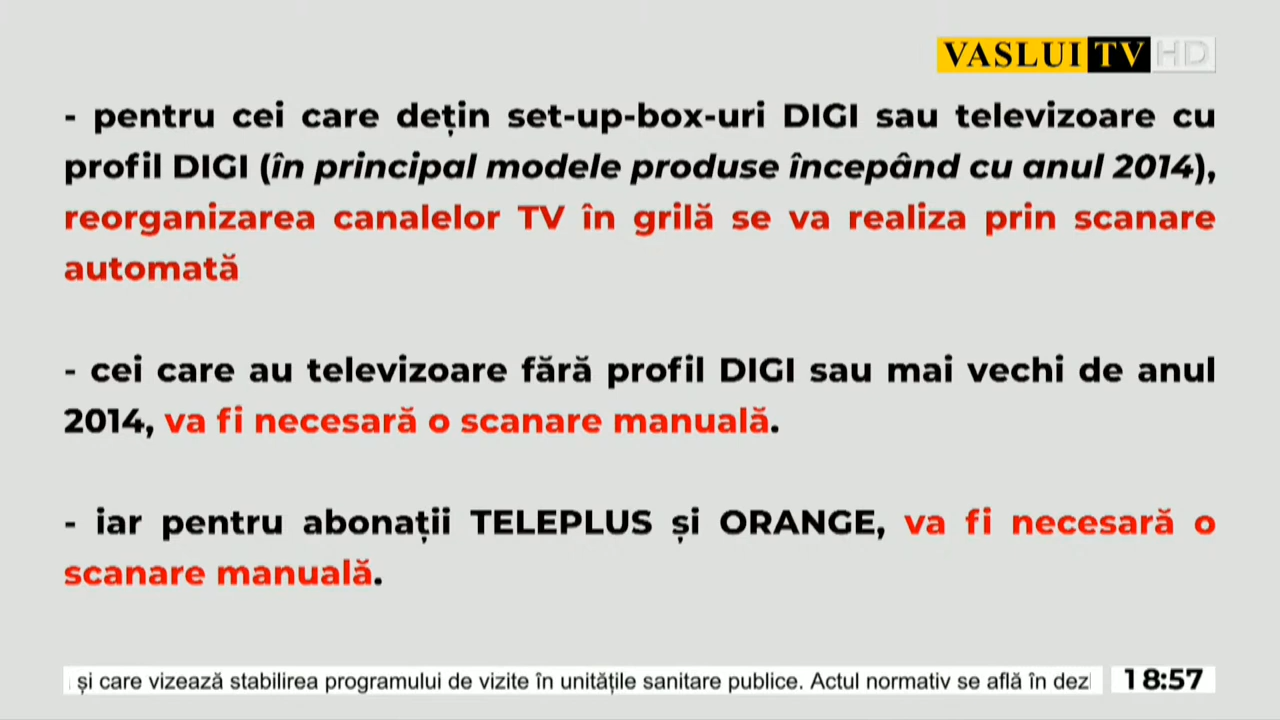 VASLUI TV HD
- pentru cei care dețin set-up-box-uri DIGI sau televizoare cu
profil DIGI (în principal modele produse începând cu anul 2014),
reorganizarea canalelor TV în grilă se va realiza prin scanare
automată
- cei care au televizoare fără profil DIGI sau mai vechi de anul
2014, va fi necesară o scanare manuală.
- iar pentru abonații TELEPLUS și ORANGE, va fi necesară o
scanare manuală.
și care vizează stabilirea programului de vizite în unitățile sanitare publice. Actul normativ se află în dez
18:57